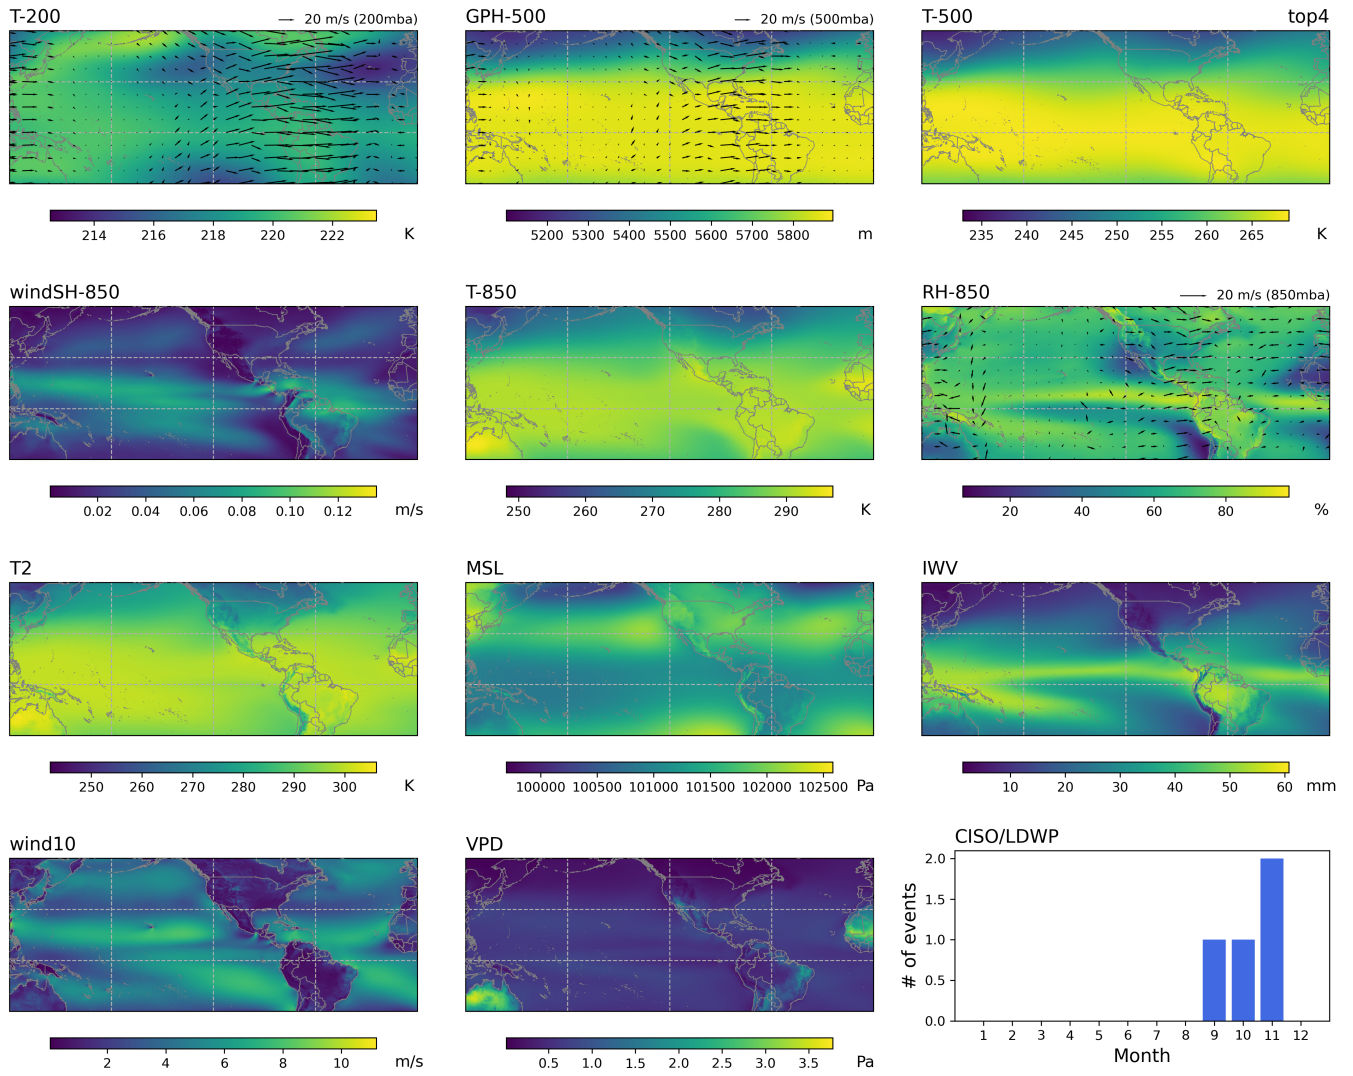 T-200
20 m/s (200mba)
GPH-500
20 m/s (500mba)
T-500
top4
214 216 218 220 222 K
5200 5300 5400 5500 5600 5700 5800 m
235 240 245 250 255 260 265 K
windSH-850
T-850
RH-850
20 m/s (850mba)
0.02 0.04 0.06 0.08 0.10 0.12 m/s
250 260 270 280 290 K
20 40 60 80 %
T2
MSL
IWV
250 260 270 280 290 300 K
100000 100500 101000 101500 102000 102500 Pa
10 20 30 40 50 60 mm
wind10
VPD
CISO/LDWP
2 4 6 8 10 m/s
0.5 1.0 1.5 2.0 2.5 3.0 3.5 Pa
# of events
2.0
1.5
1.0
0.5
0.0
1 2 3 4 5 6 7 8 9 10 11 12
Month